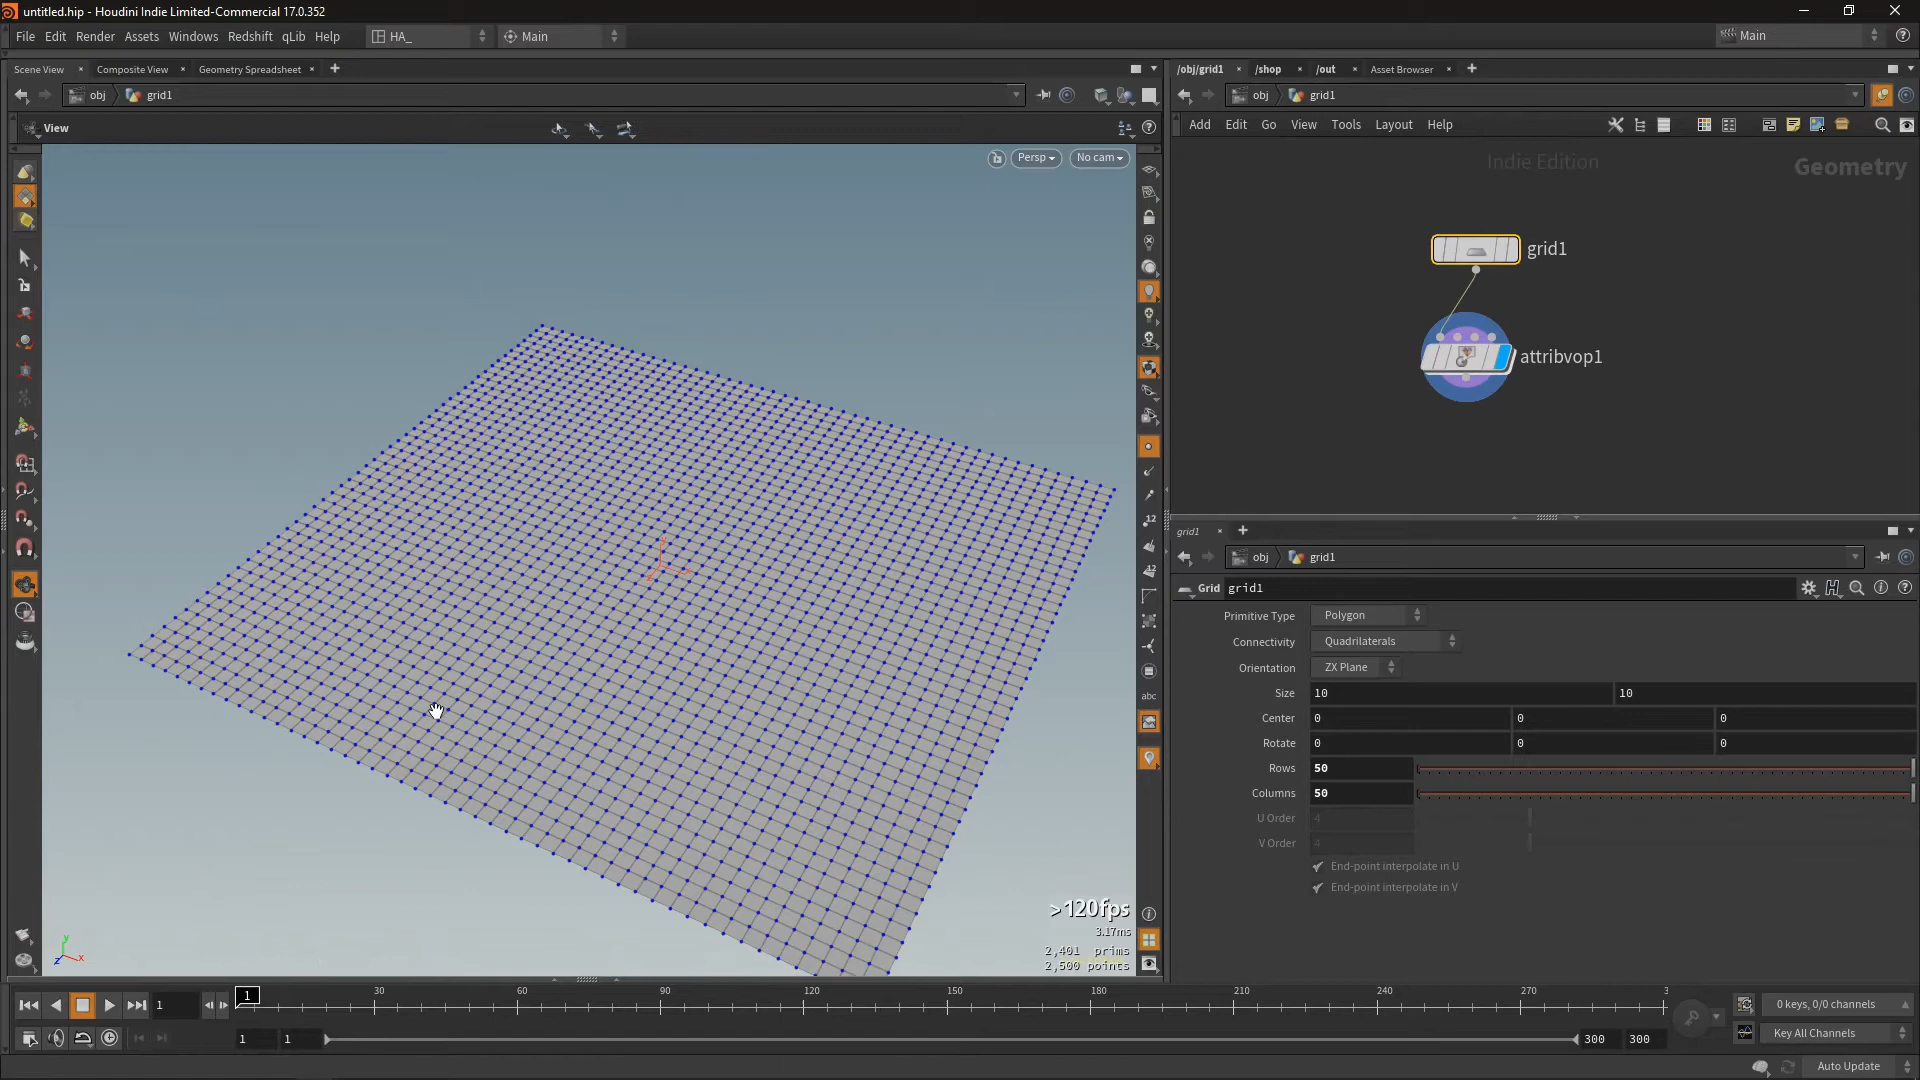 untitled.hip - Houdini Indie Limited-Commercial 17.0.352
File Edit Render Assets Windows Redshift qLib Help HA_ Main Main
Scene View Composite View Geometry Spreadsheet
/obj/grid1 /shop /out Asset Browser
obj grid1
obj grid1
View
Add Edit Go View Tools Layout Help
Persp No cam
Indie Edition
Geometry
grid1
attribvop1
grid1
obj grid1
Grid grid1
Primitive Type Polygon
Connectivity Quadrilaterals
Orientation ZX Plane
Size 10 10
Center 0 0 0
Rotate 0 0 0
Rows 50
Columns 50
U Order 4
V Order 4
End-point interpolate in U
End-point interpolate in V
12
12
abc
>120fps
3.17ms
2,401 prims
2,500 points
y
z x
1 1 30 60 90 120 150 180 210 240 270 3
0 keys, 0/0 channels
1 1 300 300 Key All Channels
Auto Update